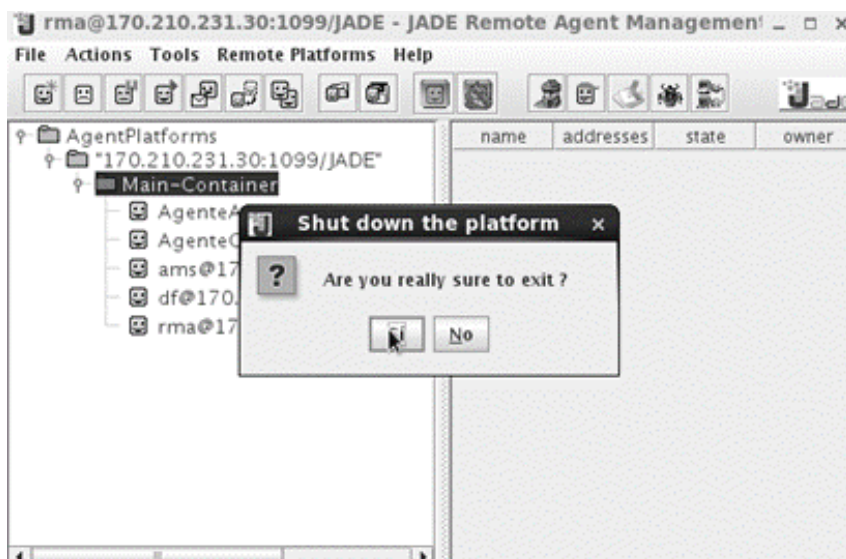 rma@170.210.231.30:1099/JADE - JADE Remote Agent Management
File Actions Tools Remote Platforms Help
Jade
name addresses state owner
AgentPlatforms
"170.210.231.30:1099/JADE"
Main-Container
AgenteA
AgenteC
ams@17
df@170.
rma@17
Shut down the platform
Are you really sure to exit ?
Sí
No